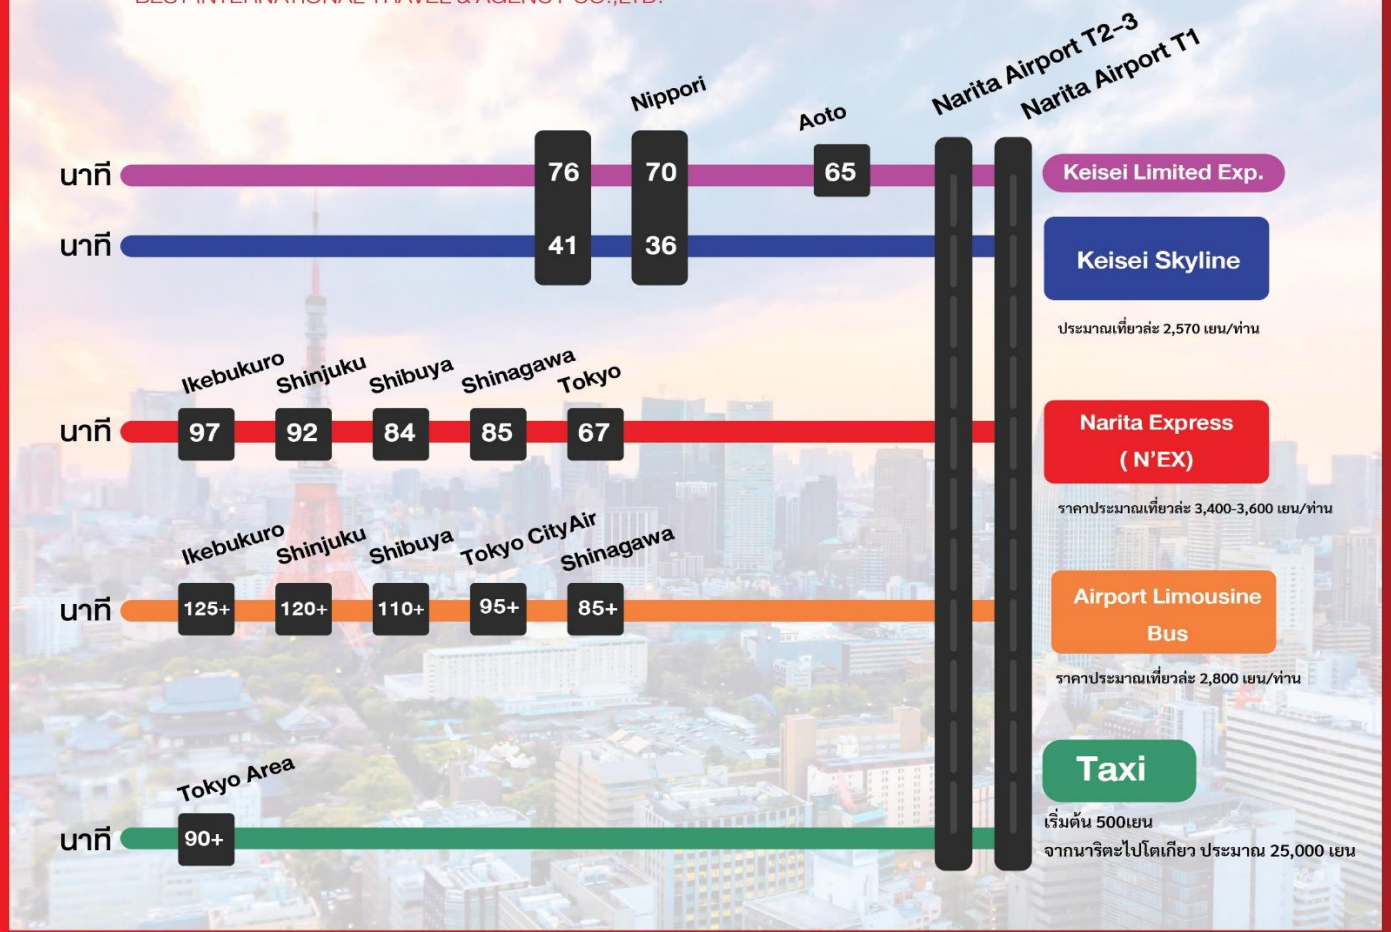 BEST INTERNATIONAL TRAVEL & AGENCY CO.,LTD.
Narita Airport T2-3
Narita Airport T1
Nippori
Aoto
นาที 76 70 65 Keisei Limited Exp.
นาที 41 36 Keisei Skyline
ประมาณเที่ยวล่ะ 2,570 เยน/ท่าน
Ikebukuro Shinjuku Shibuya Shinagawa Tokyo
นาที 97 92 84 85 67 Narita Express
( N'EX)
ราคาประมาณเที่ยวล่ะ 3,400-3,600 เยน/ท่าน
Ikebukuro Shinjuku Shibuya Tokyo CityAir Shinagawa
นาที 125+ 120+ 110+ 95+ 85+ Airport Limousine
Bus
ราคาประมาณเที่ยวล่ะ 2,800 เยน/ท่าน
Tokyo Area
Taxi
นาที 90+
เริ่มต้น 500เยน
จากนาริตะไปโตเกียว ประมาณ 25,000 เยน